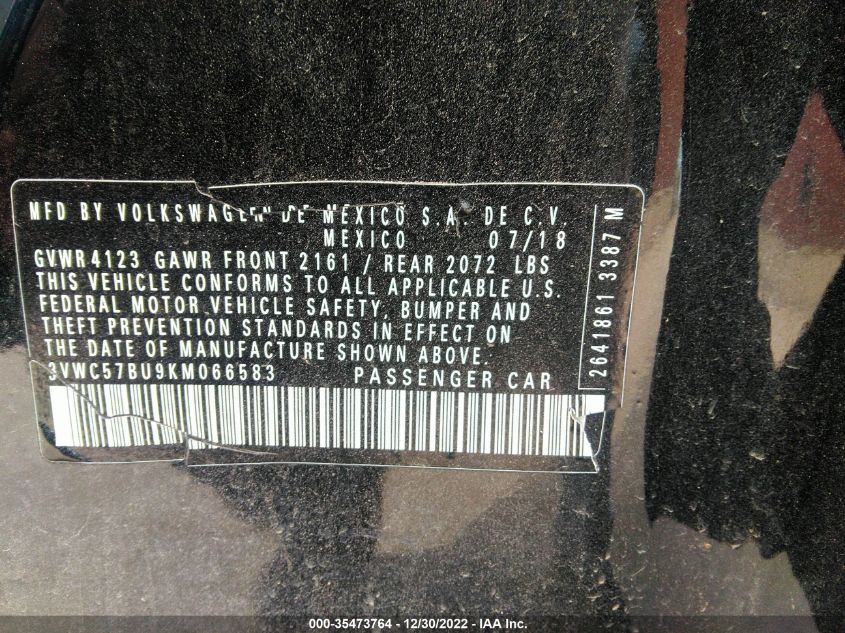 MFD BY VOLKSWAGEN DE MEXICO S.A. DE C.V.
MEXICO 07/18
GVWR4123 GAWR FRONT 2161 / REAR 2072 LBS
THIS VEHICLE CONFORMS TO ALL APPLICABLE U.S.
FEDERAL MOTOR VEHICLE SAFETY, BUMPER AND
THEFT PREVENTION STANDARDS IN EFFECT ON
THE DATE OF MANUFACTURE SHOWN ABOVE.
3VWC57BU9KM066583 PASSENGER CAR
2641861 3387 M
000-35473764 - 12/30/2022 - IAA Inc.